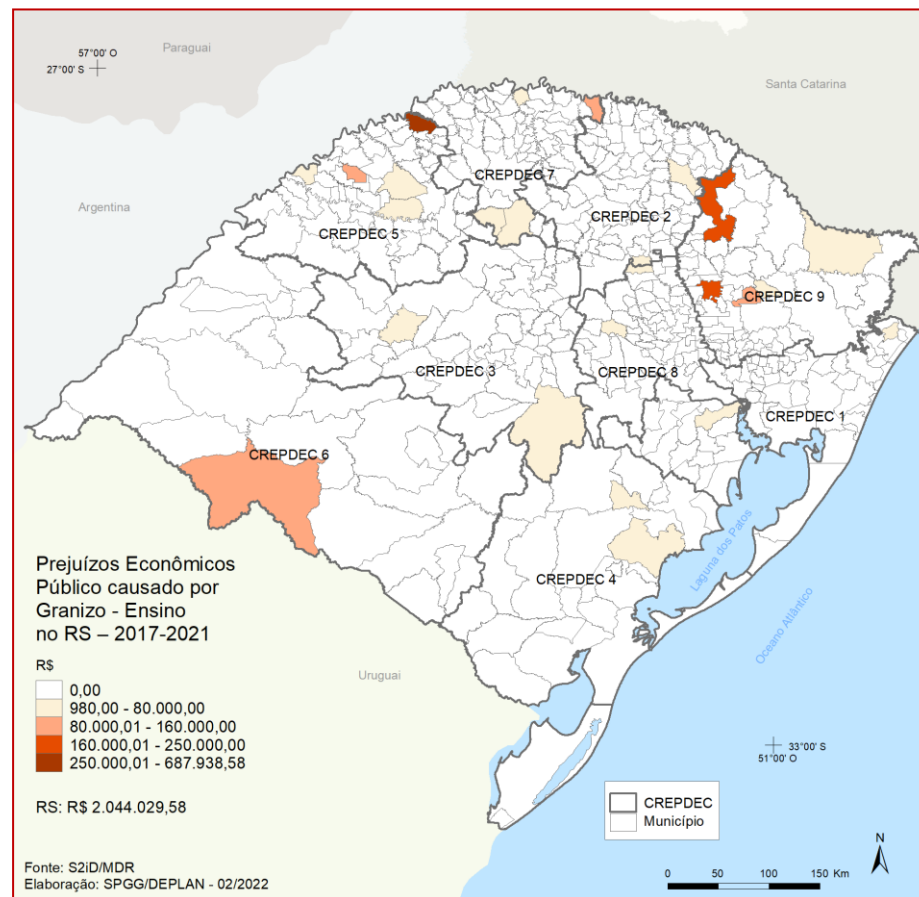 57°00' O
27°00' S
Paraguai
Santa Catarina
Argentina
CREPDEC 7
CREPDEC 2
CREPDEC 5
CREPDEC 9
CREPDEC 3
CREPDEC 8
CREPDEC 1
CREPDEC 6
CREPDEC 4
Laguna dos Patos
Oceano Atlântico
Uruguai
Prejuízos Econômicos
Público causado por
Granizo - Ensino
no RS – 2017-2021
R$
0,00
980,00 - 80.000,00
80.000,01 - 160.000,00
160.000,01 - 250.000,00
250.000,01 - 687.938,58
RS: R$ 2.044.029,58
33°00' S
51°00' O
CREPDEC
Município
N
0 50 100 150 Km
Fonte: S2iD/MDR
Elaboração: SPGG/DEPLAN - 02/2022